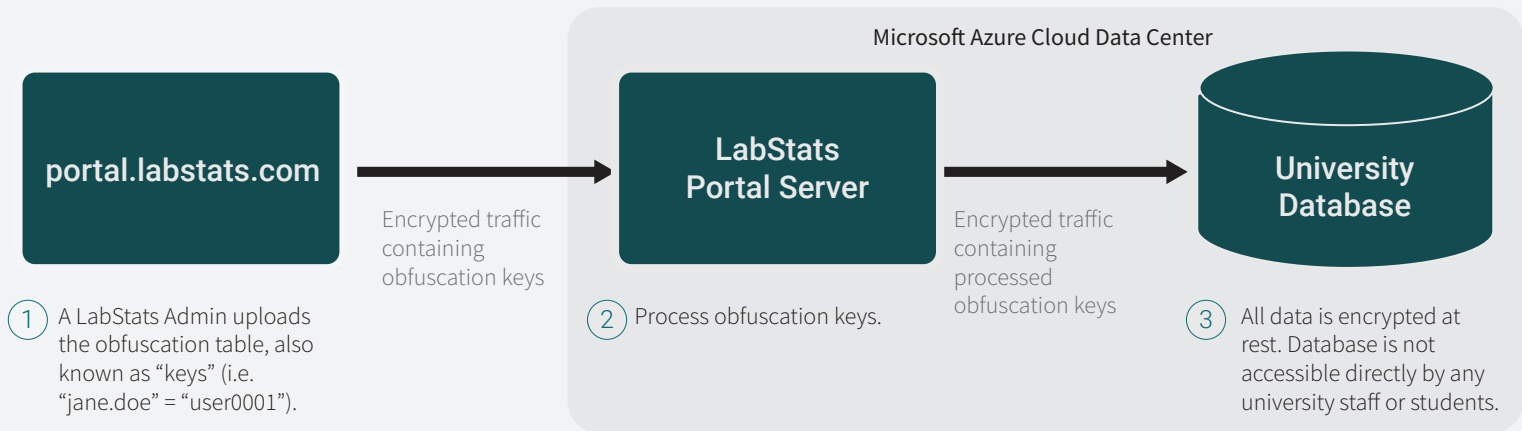 Microsoft Azure Cloud Data Center
portal.labstats.com
Encrypted traffic
containing
obfuscation keys
LabStats
Portal Server
Encrypted traffic
containing
processed
obfuscation keys
University
Database
1 A LabStats Admin uploads
the obfuscation table, also
known as “keys” (i.e.
“jane.doe” = “user0001”).
2 Process obfuscation keys.
3 All data is encrypted at
rest. Database is not
accessible directly by any
university staff or students.